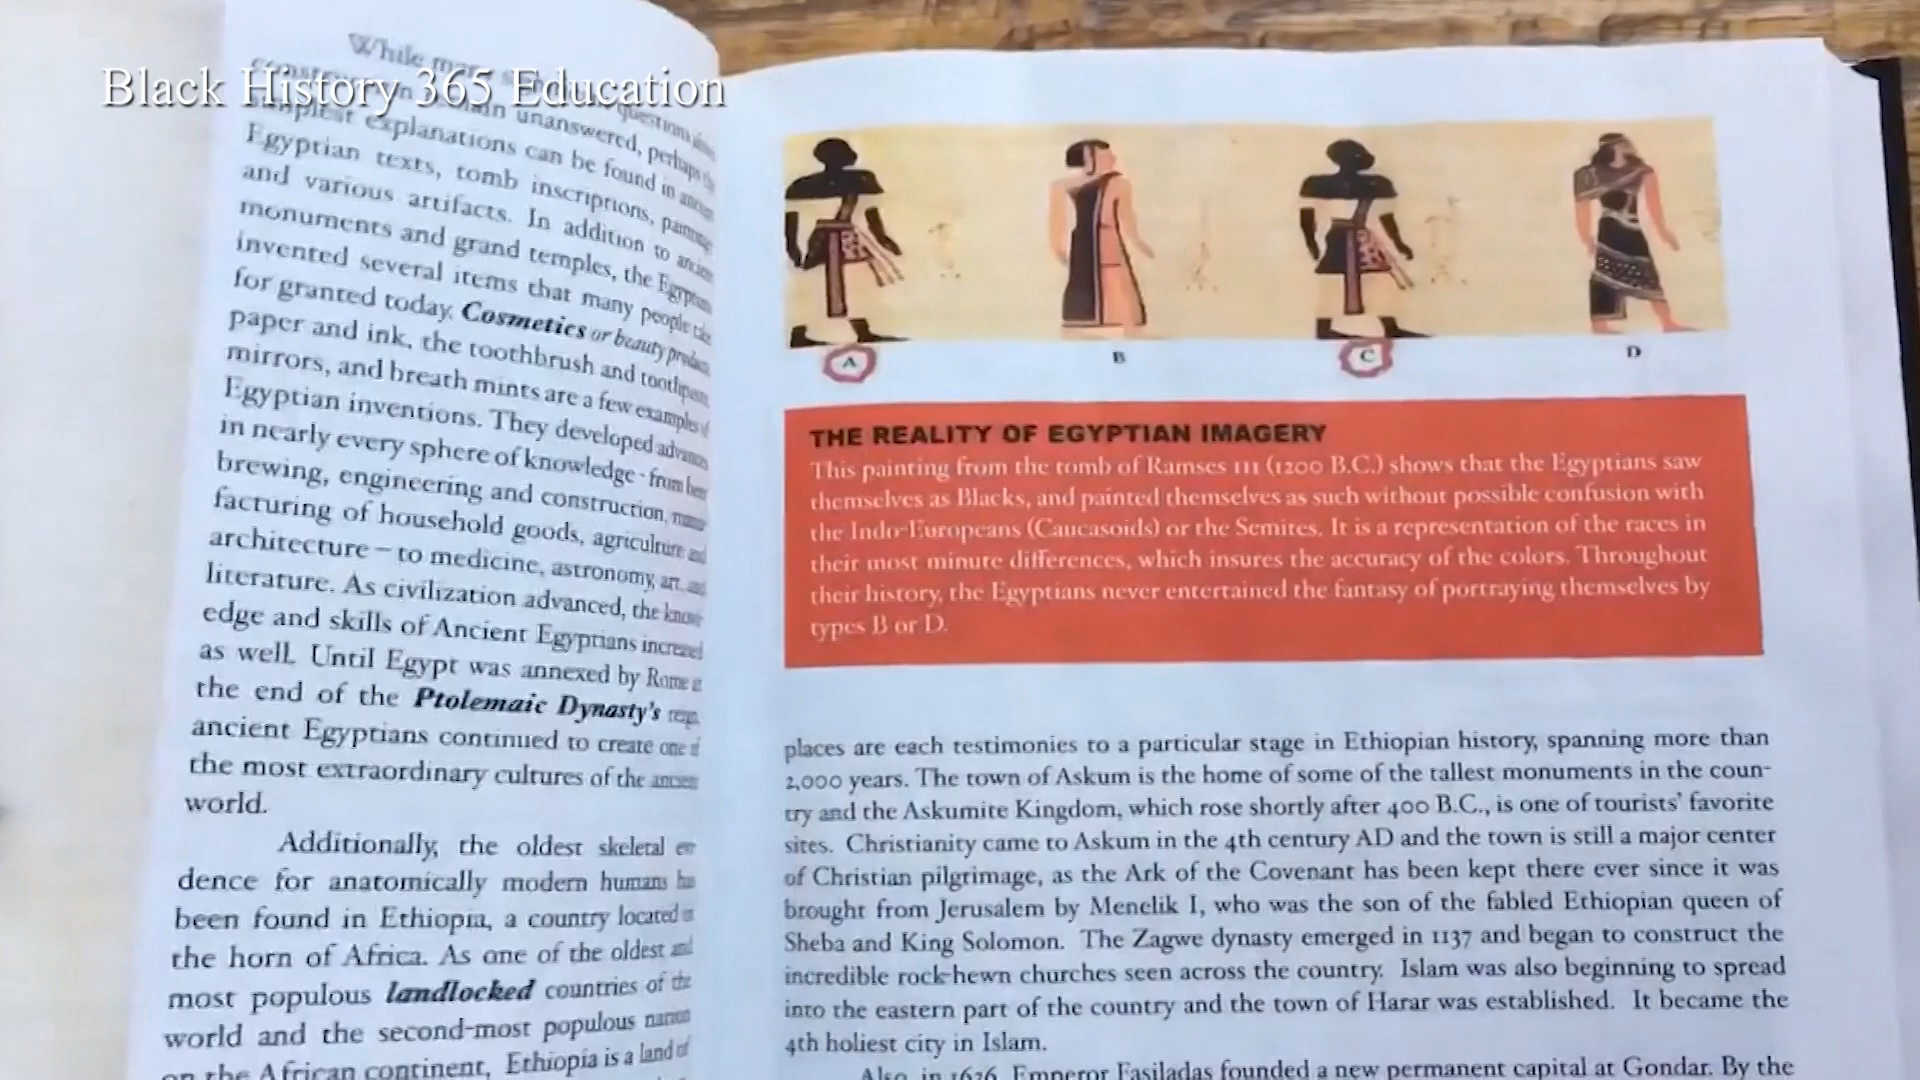 Black History 365 Education
While many
unanswered, perhaps
explanations can be found in
Egyptian texts, tomb inscriptions,
and various artifacts. In addition to
monuments and grand temples, the Egyptians
invented several items that many people take
for granted today. Cosmetics or beauty products
paper and ink, the toothbrush and
mirrors, and breath mints are a few examples of
Egyptian inventions. They developed
in nearly every sphere of knowledge - from
brewing, engineering and construction,
facturing of household goods, agriculture and
architecture – to medicine, astronomy, art, and
literature. As civilization advanced, the
edge and skills of Ancient Egyptians increased
as well. Until Egypt was annexed by Rome at
the end of the Ptolemaic Dynasty's reign,
ancient Egyptians continued to create one of
the most extraordinary cultures of the ancient
world.
Additionally, the oldest skeletal
dence for anatomically modern humans has
been found in Ethiopia, a country located
the horn of Africa. As one of the oldest and
most populous landlocked countries of the
world and the second-most populous nation
on the African continent, Ethiopia is a land of
A B C D
THE REALITY OF EGYPTIAN IMAGERY
This painting from the tomb of Ramses III (1200 B.C.) shows that the Egyptians saw
themselves as Blacks, and painted themselves as such without possible confusion with
the Indo-Europeans (Caucasoids) or the Semites. It is a representation of the races in
their most minute differences, which insures the accuracy of the colors. Throughout
their history, the Egyptians never entertained the fantasy of portraying themselves by
types B or D.
places are each testimonies to a particular stage in Ethiopian history, spanning more than
2,000 years. The town of Askum is the home of some of the tallest monuments in the coun-
try and the Askumite Kingdom, which rose shortly after 400 B.C., is one of tourists' favorite
sites. Christianity came to Askum in the 4th century AD and the town is still a major center
of Christian pilgrimage, as the Ark of the Covenant has been kept there ever since it was
brought from Jerusalem by Menelik I, who was the son of the fabled Ethiopian queen of
Sheba and King Solomon. The Zagwe dynasty emerged in 1137 and began to construct the
incredible rock-hewn churches seen across the country. Islam was also beginning to spread
into the eastern part of the country and the town of Harar was established. It became the
4th holiest city in Islam.
Also, in 1636, Emperor Fasiladas founded a new permanent capital at Gondar. By the